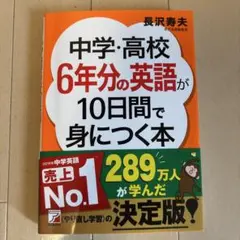 長沢寿夫
中学・高校
6年分の英語が
10日間で
身につく本
中学英語
売上
No.1
289万人
が学んだ
決定版!